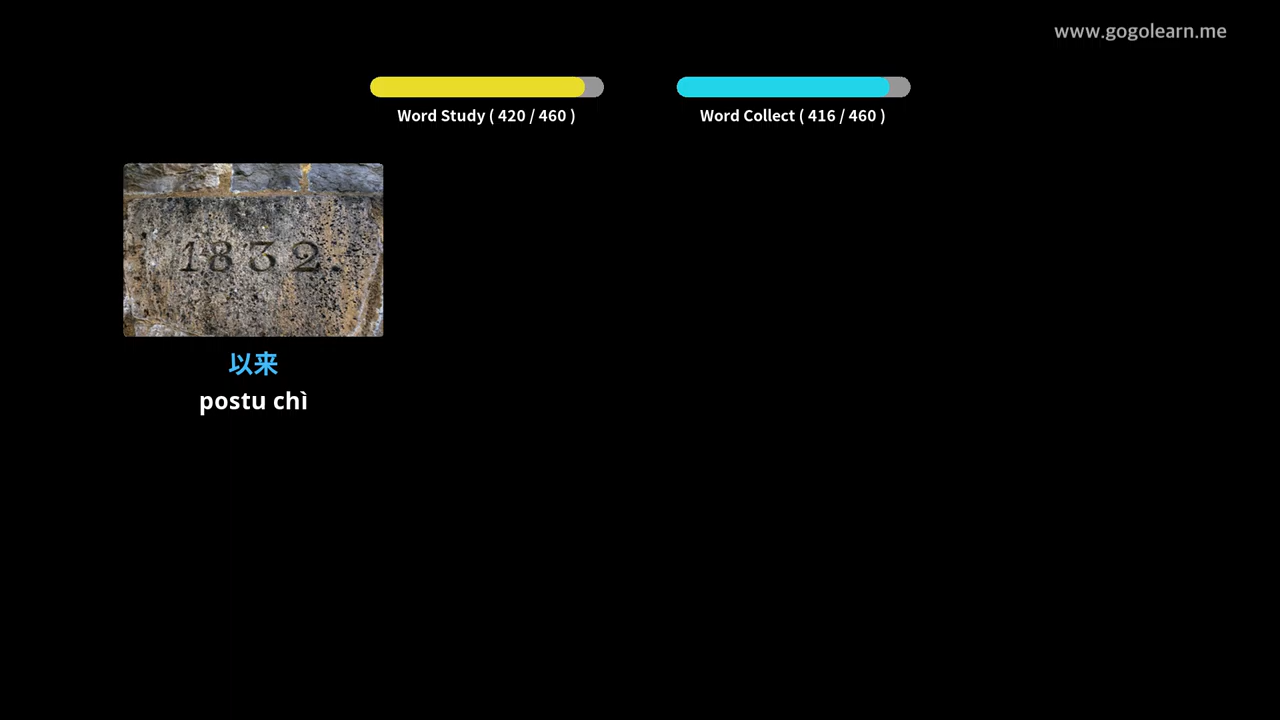 www.gogolearn.me
Word Study ( 420 / 460 )
Word Collect ( 416 / 460 )
1832.
以来
postu chì